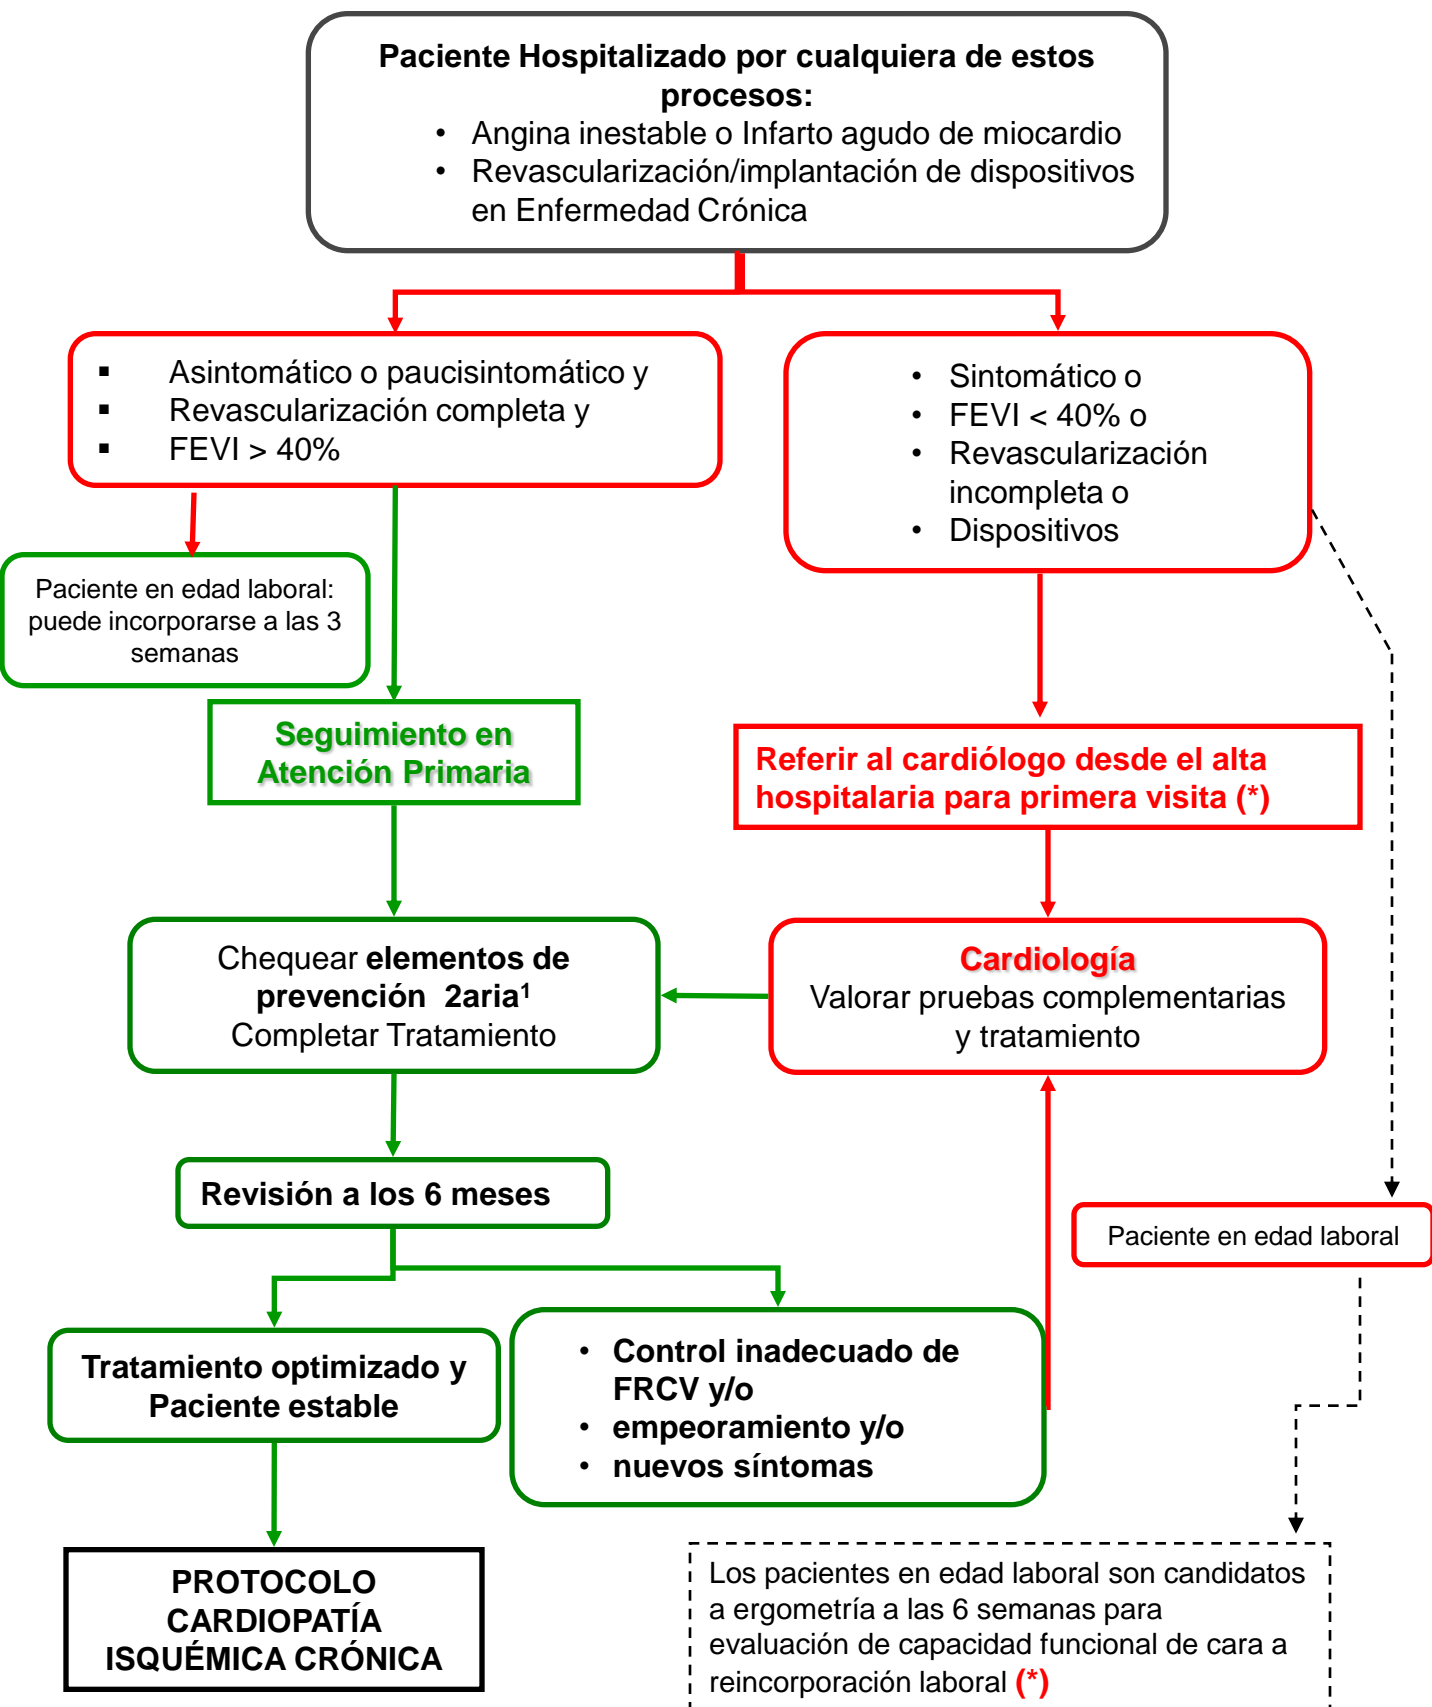 Paciente Hospitalizado por cualquiera de estos
procesos:
• Angina inestable o Infarto agudo de miocardio
• Revascularización/implantación de dispositivos
en Enfermedad Crónica
▪ Asintomático o paucisintomático y
▪ Revascularización completa y
▪ FEVI > 40%
• Sintomático o
• FEVI < 40% o
• Revascularización
incompleta o
• Dispositivos
Paciente en edad laboral:
puede incorporarse a las 3
semanas
Seguimiento en
Atención Primaria
Referir al cardiólogo desde el alta
hospitalaria para primera visita (*)
Chequear elementos de
prevención 2aria¹
Completar Tratamiento
Cardiología
Valorar pruebas complementarias
y tratamiento
Revisión a los 6 meses
Paciente en edad laboral
Tratamiento optimizado y
Paciente estable
• Control inadecuado de
FRCV y/o
• empeoramiento y/o
• nuevos síntomas
PROTOCOLO
CARDIOPATÍA
ISQUÉMICA CRÓNICA
Los pacientes en edad laboral son candidatos
a ergometría a las 6 semanas para
evaluación de capacidad funcional de cara a
reincorporación laboral (*)